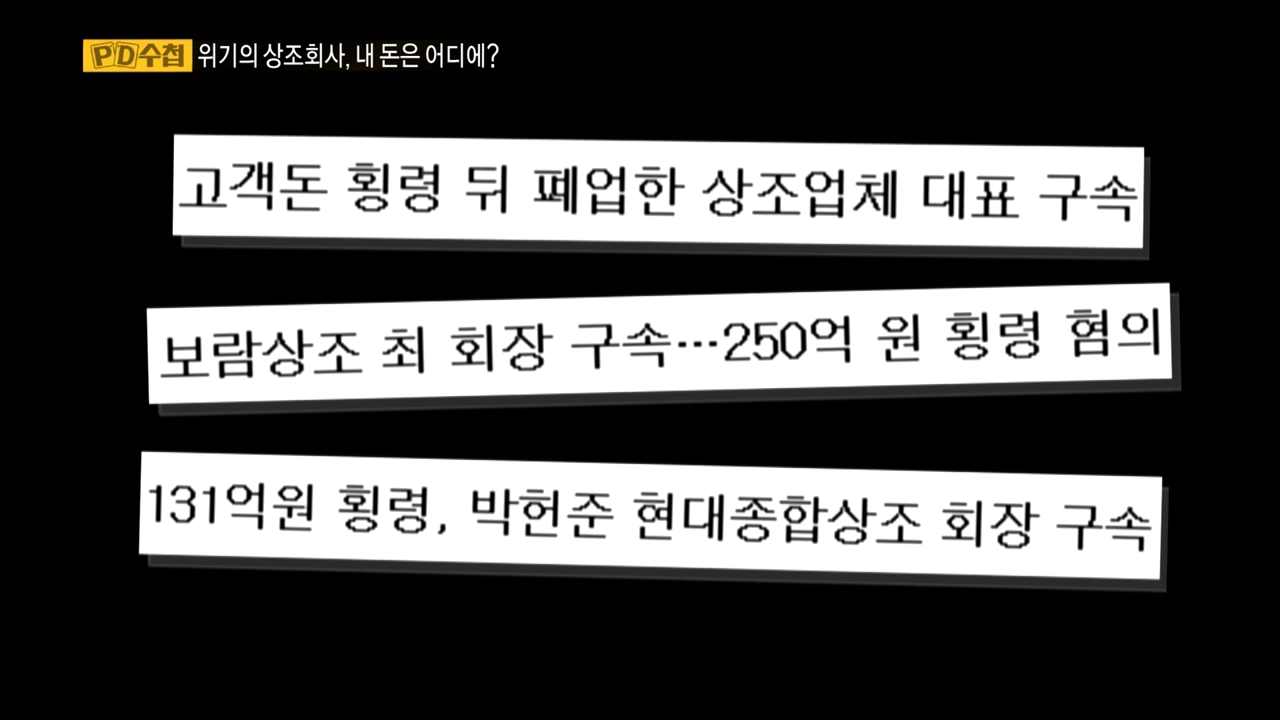 PD수첩 위기의 상조회사, 내 돈은 어디에?
고객돈 횡령 뒤 폐업한 상조업체 대표 구속
보람상조 최 회장 구속…250억 원 횡령 혐의
131억원 횡령, 박헌준 현대종합상조 회장 구속